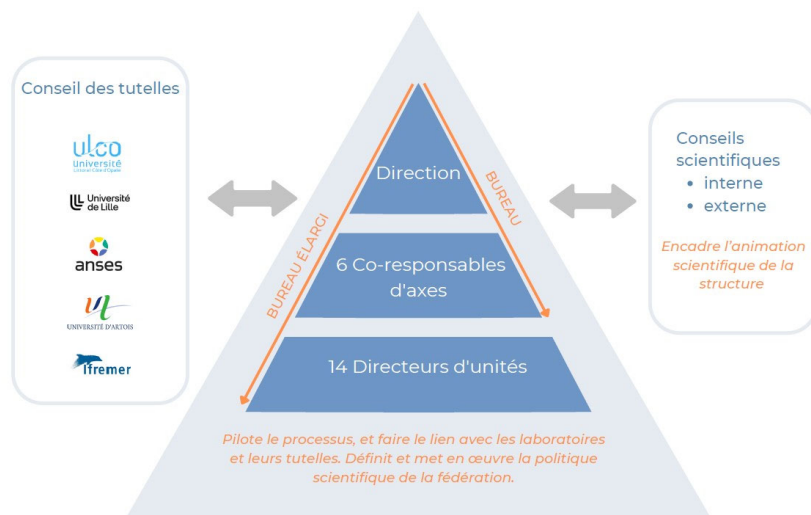 Conseil des tutelles
ulco
université
Université
de Lille
anses
UNIVERSITÉ D'ARTOIS
Ifremer
BUREAU ÉLARGI
BUREAU
Direction
6 Co-responsables
d'axes
14 Directeurs d'unités
Pilote le processus, et faire le lien avec les laboratoires
et leurs tutelles. Définit et met en œuvre la politique
scientifique de la fédération.
Conseils
scientifiques
• interne
• externe
Encadre l'animation
scientifique de la
structure